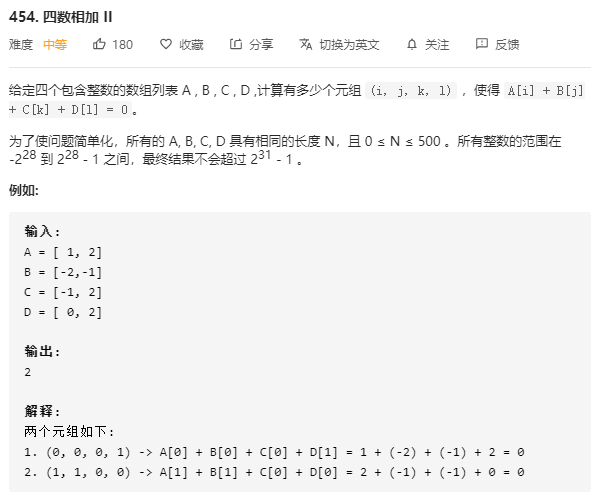 454. 四数相加 II
难度 中等 180 收藏 分享 切换为英文 关注 反馈
给定四个包含整数的数组列表 A , B , C , D ,计算有多少个元组 (i, j, k, l) ，使得 A[i] + B[j]
+ C[k] + D[l] = 0。
为了使问题简单化，所有的 A, B, C, D 具有相同的长度 N，且 0 ≤ N ≤ 500 。所有整数的范围在
-2²⁸ 到 2²⁸ - 1 之间，最终结果不会超过 2³¹ - 1 。
例如:
输入:
A = [ 1, 2]
B = [-2,-1]
C = [-1, 2]
D = [ 0, 2]
输出:
2
解释:
两个元组如下:
1. (0, 0, 0, 1) -> A[0] + B[0] + C[0] + D[1] = 1 + (-2) + (-1) + 2 = 0
2. (1, 1, 0, 0) -> A[1] + B[1] + C[0] + D[0] = 2 + (-1) + (-1) + 0 = 0